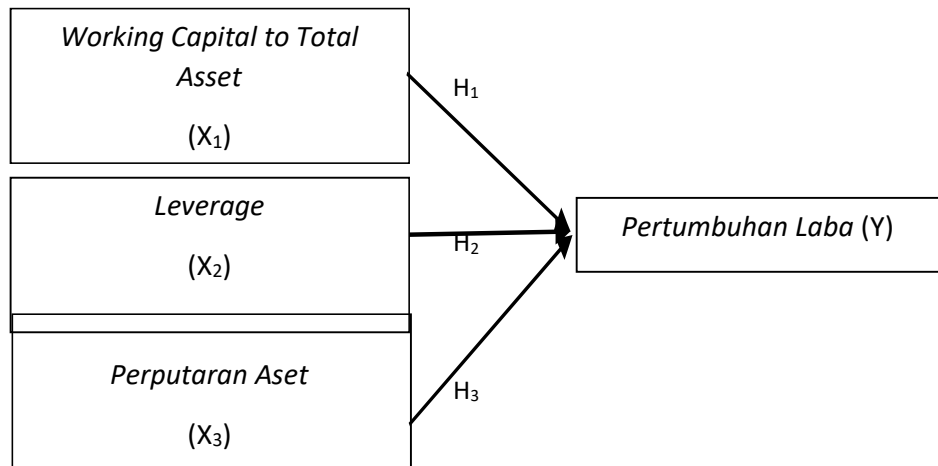 Working Capital to Total
Asset
(X₁)
H₁
Leverage
(X₂)
H₂
Pertumbuhan Laba (Y)
Perputaran Aset
(X₃)
H₃